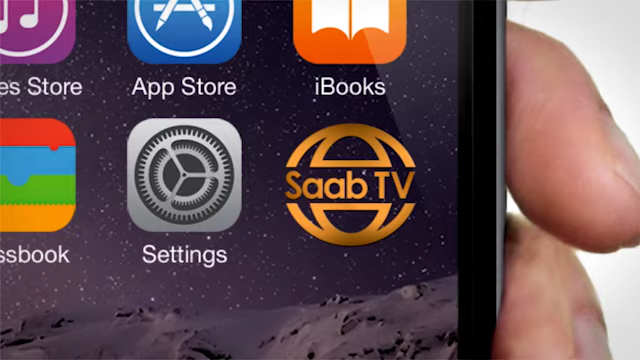 es Store
App Store
iBooks
Saab TV
ssbook
Settings